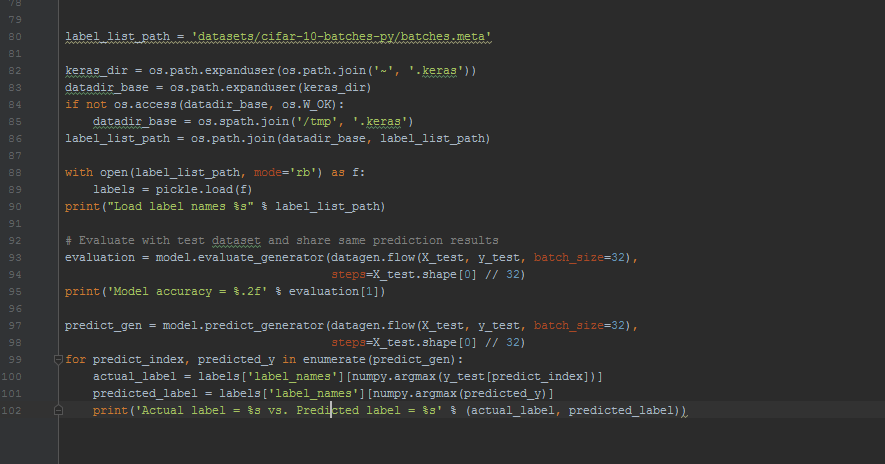 78
79
80 label_list_path = 'datasets/cifar-10-batches-py/batches.meta'
81
82 keras_dir = os.path.expanduser(os.path.join('~', '.keras'))
83 datadir_base = os.path.expanduser(keras_dir)
84 if not os.access(datadir_base, os.W_OK):
85     datadir_base = os.spath.join('/tmp', '.keras')
86 label_list_path = os.path.join(datadir_base, label_list_path)
87
88 with open(label_list_path, mode='rb') as f:
89     labels = pickle.load(f)
90 print("Load label names %s" % label_list_path)
91
92 # Evaluate with test dataset and share same prediction results
93 evaluation = model.evaluate_generator(datagen.flow(X_test, y_test, batch_size=32),
94                                       steps=X_test.shape[0] // 32)
95 print('Model accuracy = %.2f' % evaluation[1])
96
97 predict_gen = model.predict_generator(datagen.flow(X_test, y_test, batch_size=32),
98                                       steps=X_test.shape[0] // 32)
99 for predict_index, predicted_y in enumerate(predict_gen):
100     actual_label = labels['label_names'][numpy.argmax(y_test[predict_index])]
101     predicted_label = labels['label_names'][numpy.argmax(predicted_y)]
102     print('Actual label = %s vs. Predicted label = %s' % (actual_label, predicted_label))